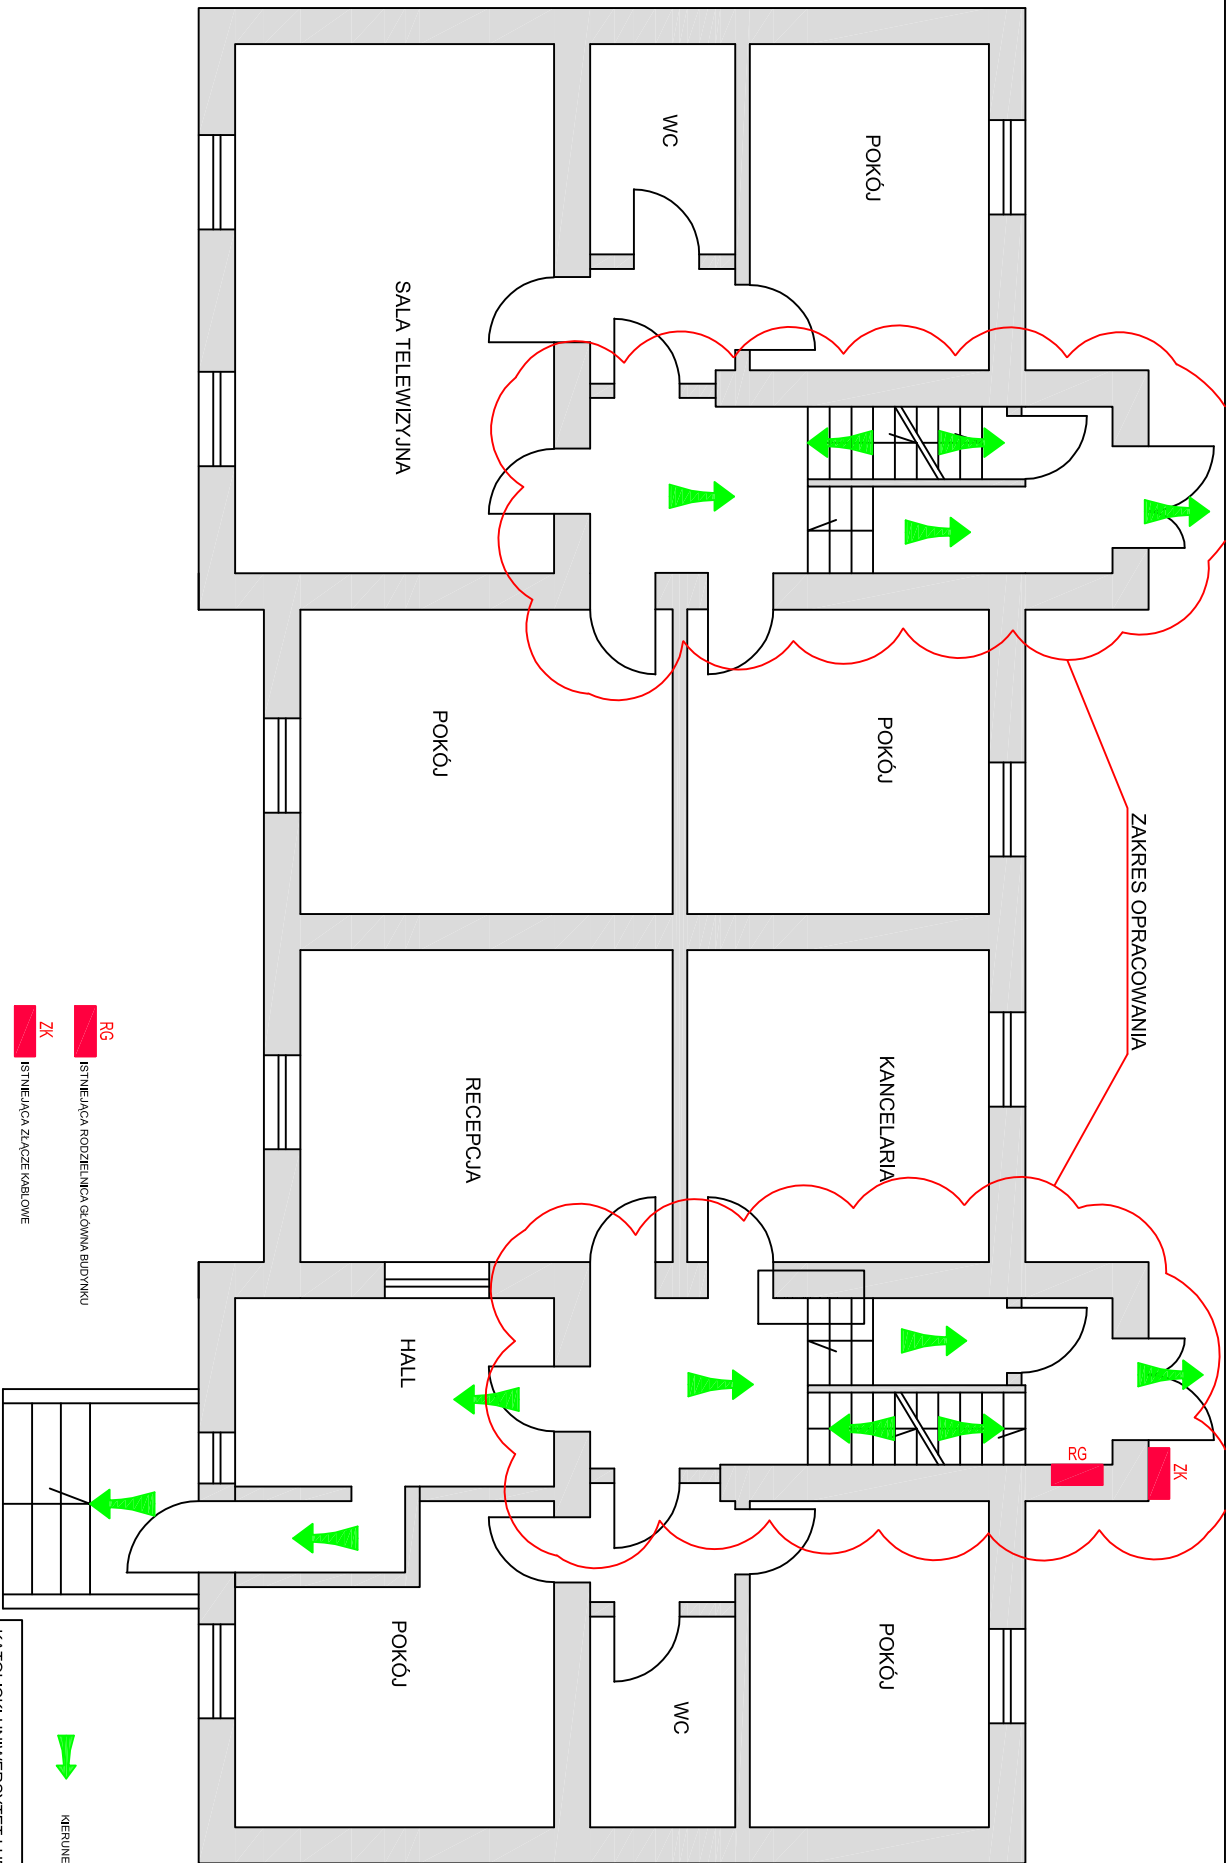 ZK
RG
ZAKRES OPRACOWANIA
POKÓJ
POKÓJ
KANCELARIA
POKÓJ
WC
WC
SALA TELEWIZYJNA
POKÓJ
RECEPCJA
HALL
POKÓJ
RG
ISTNIEJĄCA RODZIELNICA GŁÓWNA BUDYNKU
ZK
ISTNIEJĄCA ZŁĄCZE KABLOWE